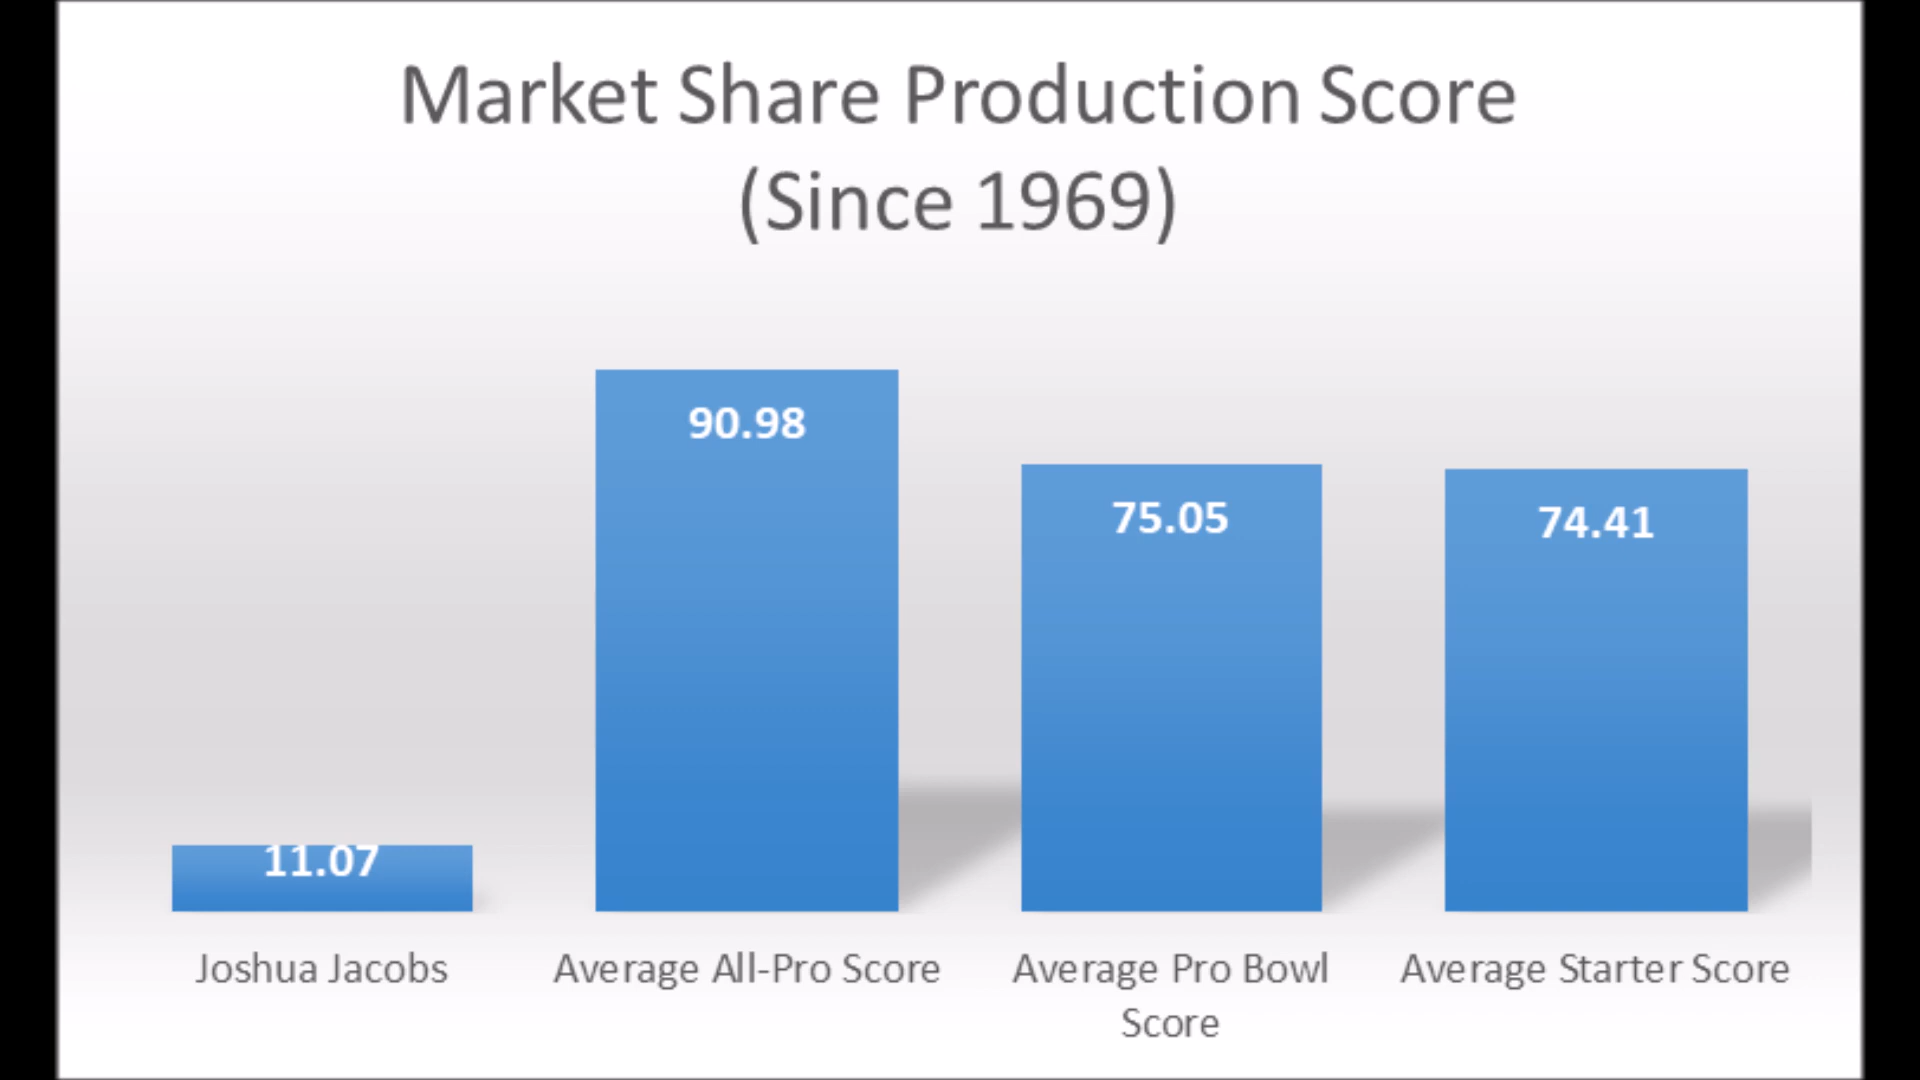 Market Share Production Score
(Since 1969)
90.98
75.05
74.41
11.07
Joshua Jacobs
Average All-Pro Score
Average Pro Bowl
Score
Average Starter Score